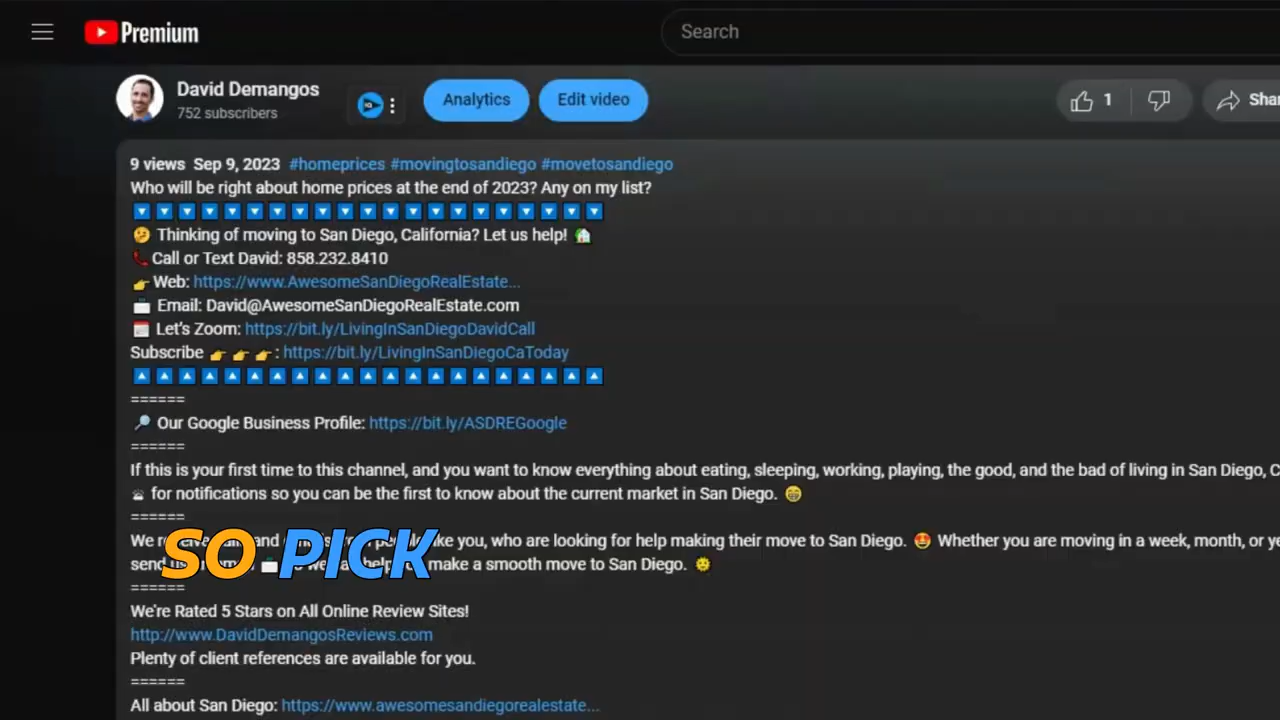 Premium
Search
David Demangos
752 subscribers
Analytics
Edit video
1
9 views Sep 9, 2023 #homeprices #movingtosandiego #movetosandiego
Who will be right about home prices at the end of 2023? Any on my list?
🤔 Thinking of moving to San Diego, California? Let us help! 🏡
📞 Call or Text David: 858.232.8410
👉 Web: https://www.AwesomeSanDiegoRealEstate...
📩 Email: David@AwesomeSanDiegoRealEstate.com
🗓 Let's Zoom: https://bit.ly/LivingInSanDiegoDavidCall
Subscribe 👉 👉 👉 : https://bit.ly/LivingInSanDIegoCaToday
======
🔎 Our Google Business Profile: https://bit.ly/ASDREGoogle
======
If this is your first time to this channel, and you want to know everything about eating, sleeping, working, playing, the good, and the bad of living in San Diego,
for notifications so you can be the first to know about the current market in San Diego. 😁
======
We like you, who are looking for help making their move to San Diego. 🤩 Whether you are moving in a week, month, or
SO PICK
make a smooth move to San Diego. 🌞
======
We're Rated 5 Stars on All Online Review Sites!
http://www.DavidDemangosReviews.com
Plenty of client references are available for you.
======
All about San Diego: https://www.awesomesandiegorealestate...